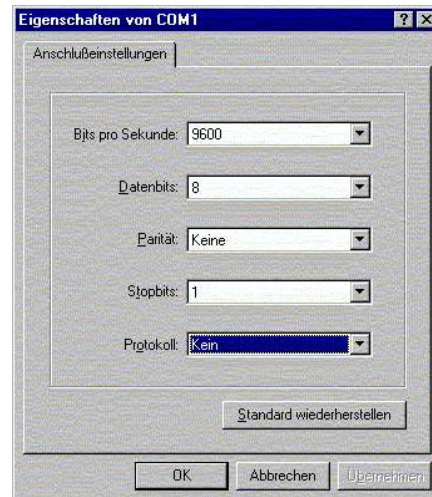 Eigenschaften von COM1
Anschlußeinstellungen
Bits pro Sekunde: 9600
Datenbits: 8
Parität: Keine
Stopbits: 1
Protokoll: Kein
Standard wiederherstellen
OK Abbrechen Übernehmen